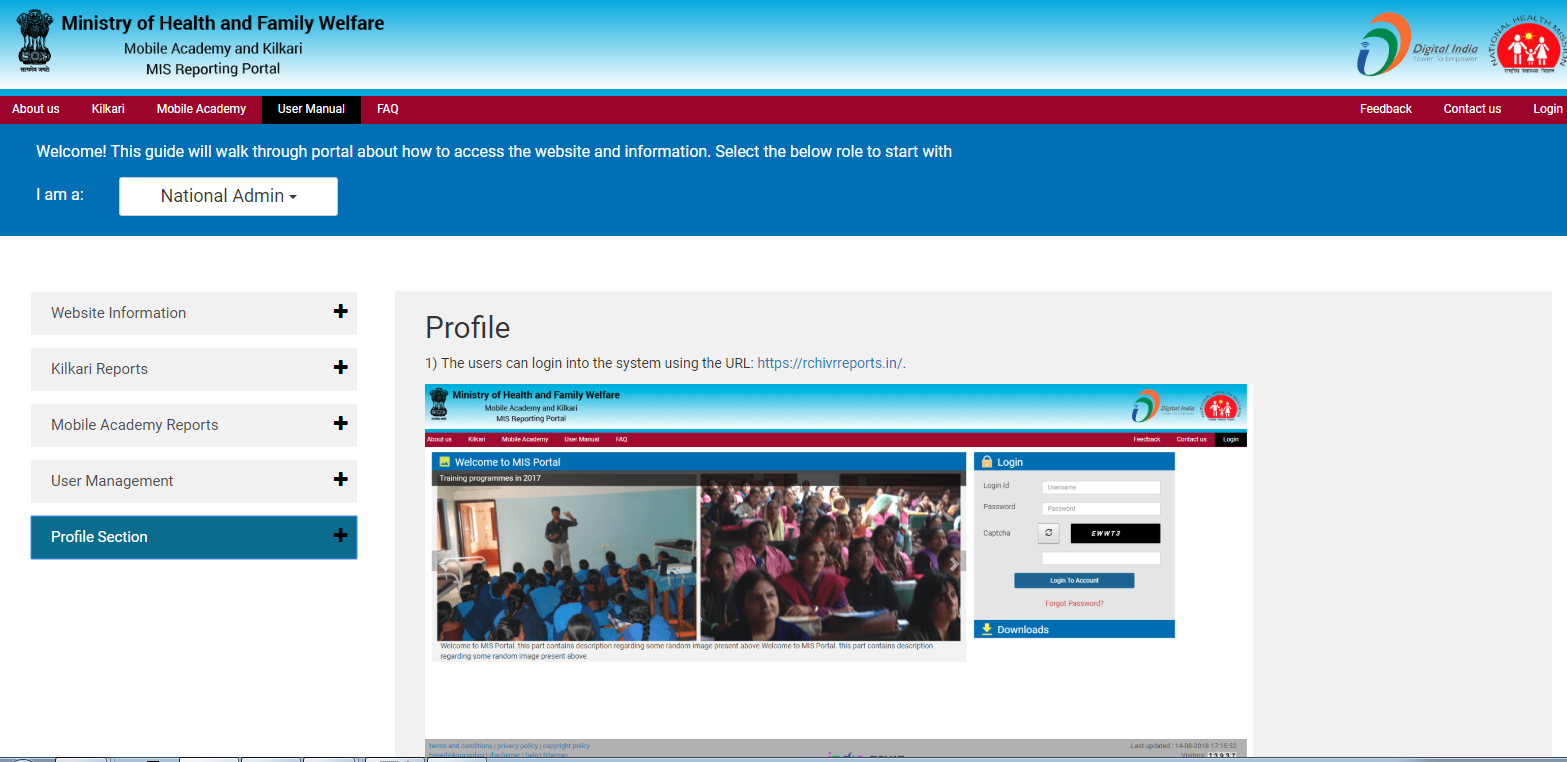 Ministry of Health and Family Welfare
Mobile Academy and Kilkari
MIS Reporting Portal
सत्यमेव जयते
Digital India
Power To Empower
NATIONAL HEALTH MISSION
About us Kilkari Mobile Academy User Manual FAQ Feedback Contact us Login
Welcome! This guide will walk through portal about how to access the website and information. Select the below role to start with
I am a: National Admin
Website Information
Kilkari Reports
Mobile Academy Reports
User Management
Profile Section
Profile
1) The users can login into the system using the URL: https://rchivrreports.in/.
Ministry of Health and Family Welfare
Mobile Academy and Kilkari
MIS Reporting Portal
Digital India
About us Kilkari Mobile Academy User Manual FAQ Feedback Contact us Login
Welcome to MIS Portal
Training programmes in 2017
Welcome to MIS Portal. this part contains description regarding some random image present above.Welcome to MIS Portal. this part contains description
regarding some random image present above.
Login
Login Id Username
Password Password
Captcha EWWT3
Login To Account
Forgot Password?
Downloads
terms and conditions | privacy policy | copyright policy
Last updated : 14-08-2018 17:15:52
hyperlinking policy | disclaimer | help | Sitemap
Visitors: 13937